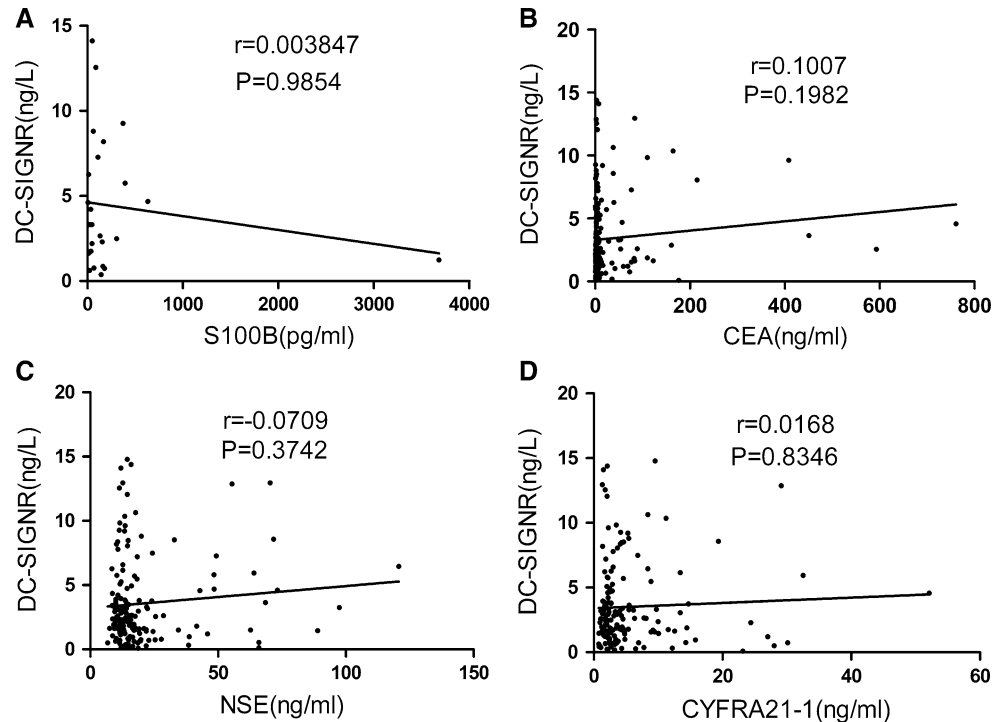 A
DC-SIGNR(ng/L)
15
10
5
0
r=0.003847
P=0.9854
0
1000
2000
3000
4000
S100B(pg/ml)
B
DC-SIGNR(ng/L)
20
15
10
5
0
r=0.1007
P=0.1982
0
200
400
600
800
CEA(ng/ml)
C
DC-SIGNR(ng/L)
20
15
10
5
0
r=-0.0709
P=0.3742
0
50
100
150
NSE(ng/ml)
D
DC-SIGNR(ng/L)
20
15
10
5
0
r=0.0168
P=0.8346
0
20
40
60
CYFRA21-1(ng/ml)